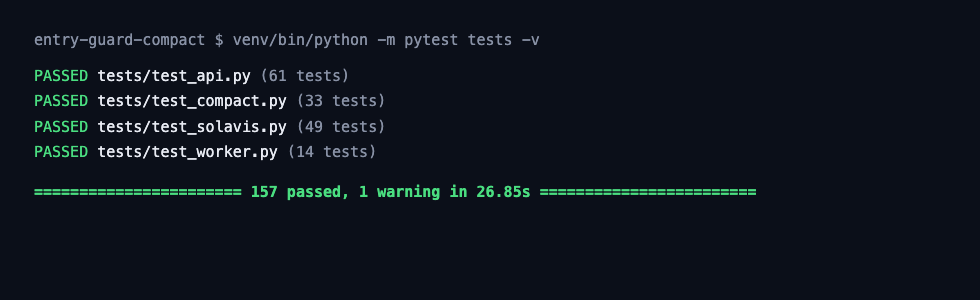 entry-guard-compact $ venv/bin/python -m pytest tests -v
PASSED tests/test_api.py (61 tests)
PASSED tests/test_compact.py (33 tests)
PASSED tests/test_solavis.py (49 tests)
PASSED tests/test_worker.py (14 tests)
======================= 157 passed, 1 warning in 26.85s ========================